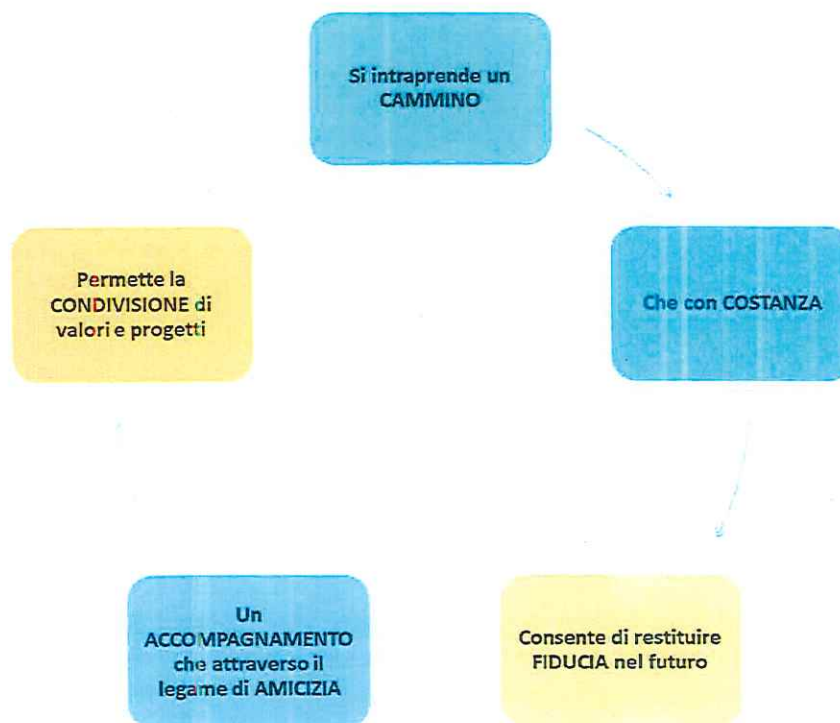 Si intraprende un
CAMMINO
Che con COSTANZA
Consente di restituire
FIDUCIA nel futuro
Un
ACCOMPAGNAMENTO
che attraverso il
legame di AMICIZIA
Permette la
CONDIVISIONE di
valori e progetti